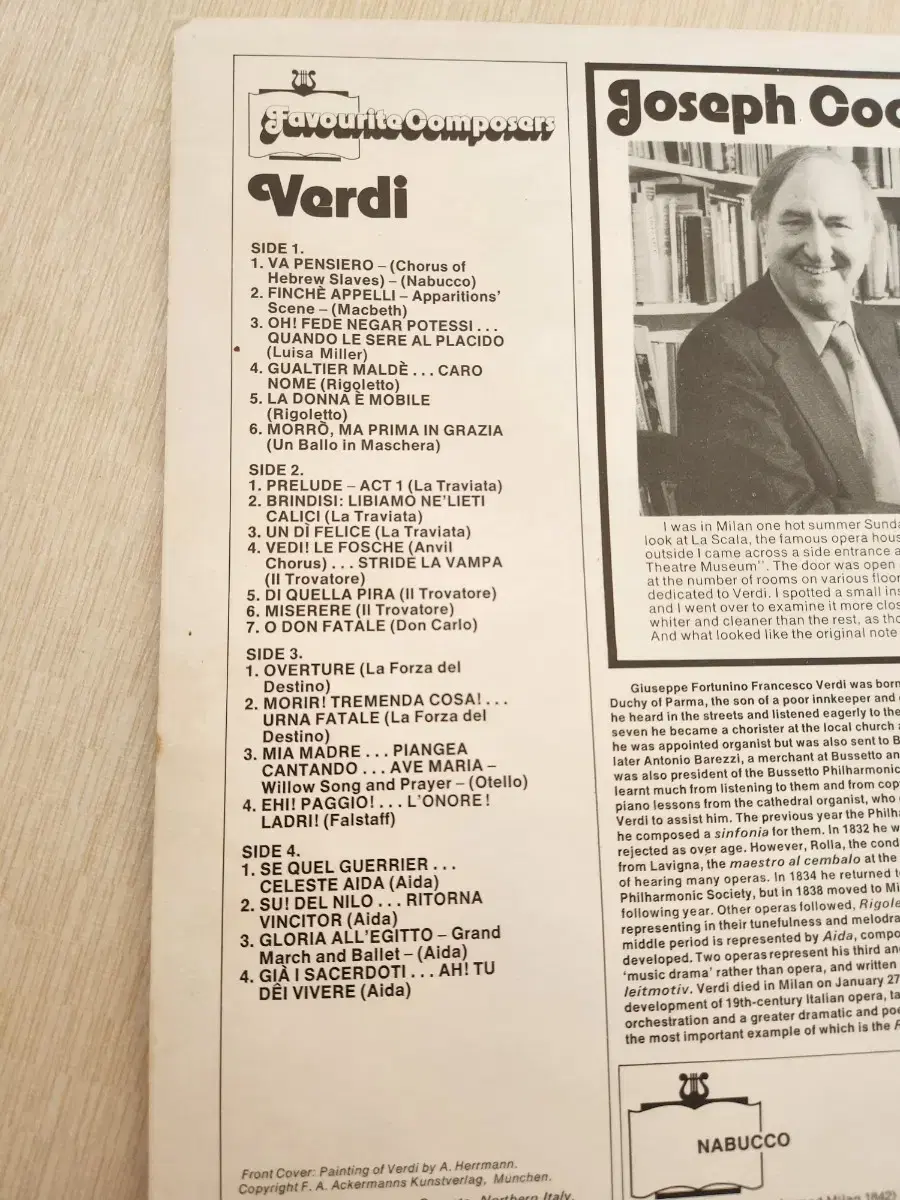 Favourite Composers
Verdi
SIDE 1.
1. VA PENSIERO – (Chorus of
Hebrew Slaves) – (Nabucco)
2. FINCHÈ APPELLI – Apparitions'
Scene – (Macbeth)
3. OH! FEDE NEGAR POTESSI . . .
QUANDO LE SERE AL PLACIDO
(Luisa Miller)
4. GUALTIER MALDÈ . . . CARO
NOME (Rigoletto)
5. LA DONNA È MOBILE
(Rigoletto)
6. MORRÒ, MA PRIMA IN GRAZIA
(Un Ballo in Maschera)
SIDE 2.
1. PRELUDE – ACT 1 (La Traviata)
2. BRINDISI: LIBIAMO NE'LIETI
CALICI (La Traviata)
3. UN DÎ FELICE (La Traviata)
4. VEDI! LE FOSCHE (Anvil
Chorus) . . . STRIDE LA VAMPA
(Il Trovatore)
5. DI QUELLA PIRA (Il Trovatore)
6. MISERERE (Il Trovatore)
7. O DON FATALE (Don Carlo)
SIDE 3.
1. OVERTURE (La Forza del
Destino)
2. MORIR! TREMENDA COSA! . . .
URNA FATALE (La Forza del
Destino)
3. MIA MADRE . . . PIANGEA
CANTANDO . . . AVE MARIA –
Willow Song and Prayer – (Otello)
4. EHI! PAGGIO! . . . L'ONORE!
LADRI! (Falstaff)
SIDE 4.
1. SE QUEL GUERRIER . . .
CELESTE AIDA (Aida)
2. SU! DEL NILO . . . RITORNA
VINCITOR (Aida)
3. GLORIA ALL'EGITTO – Grand
March and Ballet – (Aida)
4. GIÀ I SACERDOTI . . . AH! TU
DÊI VIVERE (Aida)
Front Cover: Painting of Verdi by A. Herrmann.
Copyright F. A. Ackermanns Kunstverlag, Munchen.
Northern Italy.
Joseph
I was in Milan one hot summer
look at La Scala, the famous opera
outside I came across a side entrance
Theatre Museum". The door was open
at the number of rooms on various
dedicated to Verdi. I spotted a small
and I went over to examine it more
whiter and cleaner than the rest, as
And what looked like the original note
Giuseppe Fortunino Francesco Verdi was born
Duchy of Parma, the son of a poor innkeeper and
he heard in the streets and listened eagerly to the
seven he became a chorister at the local church
he was appointed organist but was also sent to
later Antonio Barezzi, a merchant at Bussetto
was also president of the Bussetto Philharmonic
learnt much from listening to them and from
piano lessons from the cathedral organist, who
Verdi to assist him. The previous year the
he composed a sinfonia for them. In 1832 he
rejected as over age. However, Rolla, the
from Lavigna, the maestro al cembalo at the
of hearing many operas. In 1834 he returned
Philharmonic Society, but in 1838 moved to
following year. Other operas followed,
representing in their tunefulness and
middle period is represented by Aida,
developed. Two operas represent his third
'music drama' rather than opera, and written
leitmotiv. Verdi died in Milan on January 27
development of 19th-century Italian opera,
orchestration and a greater dramatic and
the most important example of which is the
NABUCCO
Milan 1842)